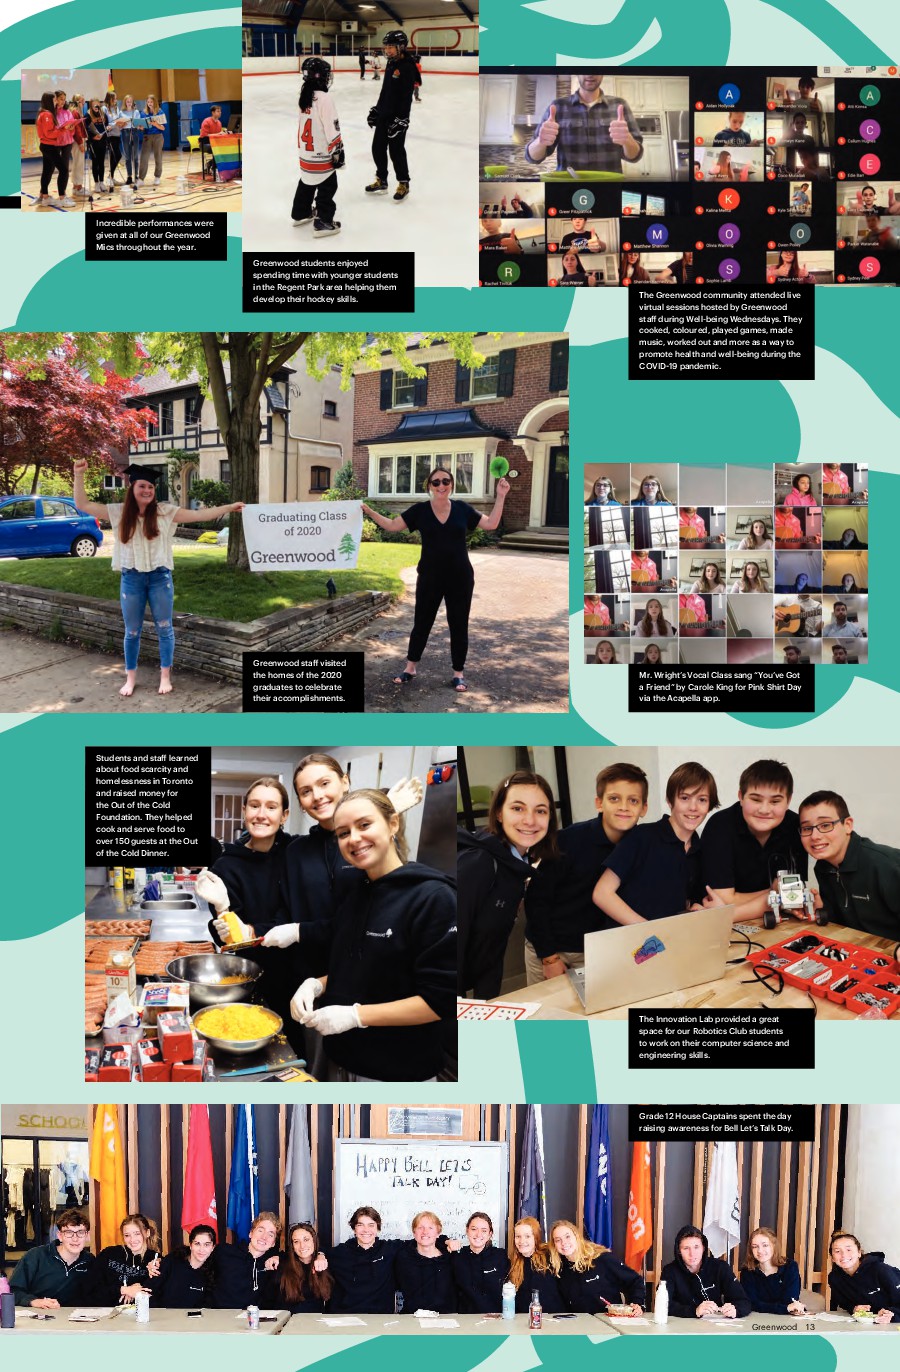 Incredible performances were
given at all of our Greenwood
Mics throughout the year.
Greenwood students enjoyed
spending time with younger students
in the Regent Park area helping them
develop their hockey skills.
The Greenwood community attended live
virtual sessions hosted by Greenwood
staff during Well-being Wednesdays. They
cooked, coloured, played games, made
music, worked out and more as a way to
promote health and well-being during the
COVID-19 pandemic.
Graduating Class
of 2020
Greenwood
Greenwood staff visited
the homes of the 2020
graduates to celebrate
their accomplishments.
Mr. Wright's Vocal Class sang "You've Got
a Friend" by Carole King for Pink Shirt Day
via the Acapella app.
Students and staff learned
about food scarcity and
homelessness in Toronto
and raised money for
the Out of the Cold
Foundation. They helped
cook and serve food to
over 150 guests at the Out
of the Cold Dinner.
The Innovation Lab provided a great
space for our Robotics Club students
to work on their computer science and
engineering skills.
Grade 12 House Captains spent the day
raising awareness for Bell Let's Talk Day.
HAPPY BELL LET'S
TALK DAY!
Greenwood 13